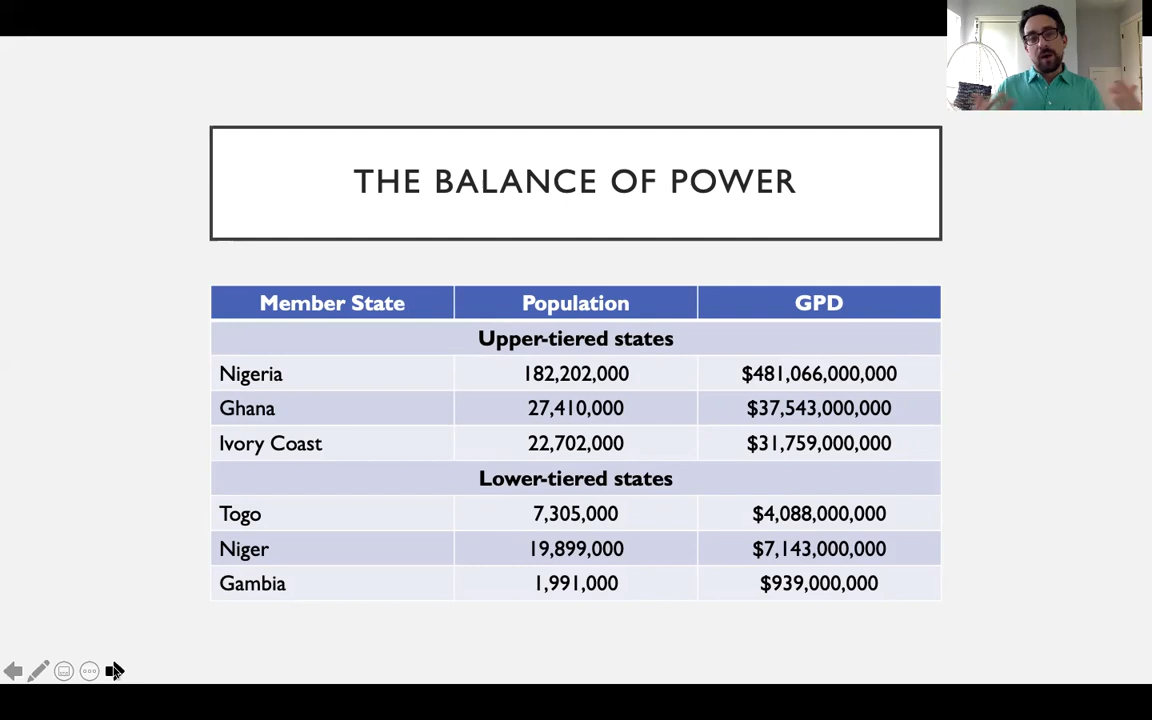 THE BALANCE OF POWER
Member State Population GPD
Upper-tiered states
Nigeria 182,202,000 $481,066,000,000
Ghana 27,410,000 $37,543,000,000
Ivory Coast 22,702,000 $31,759,000,000
Lower-tiered states
Togo 7,305,000 $4,088,000,000
Niger 19,899,000 $7,143,000,000
Gambia 1,991,000 $939,000,000